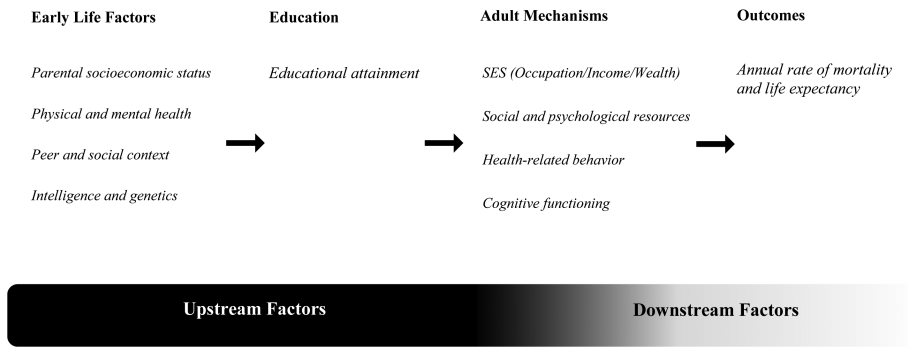 Early Life Factors
Education
Adult Mechanisms
Outcomes
Parental socioeconomic status
Physical and mental health
Peer and social context
Intelligence and genetics
Educational attainment
SES (Occupation/Income/Wealth)
Social and psychological resources
Health-related behavior
Cognitive functioning
Annual rate of mortality
and life expectancy
Upstream Factors
Downstream Factors